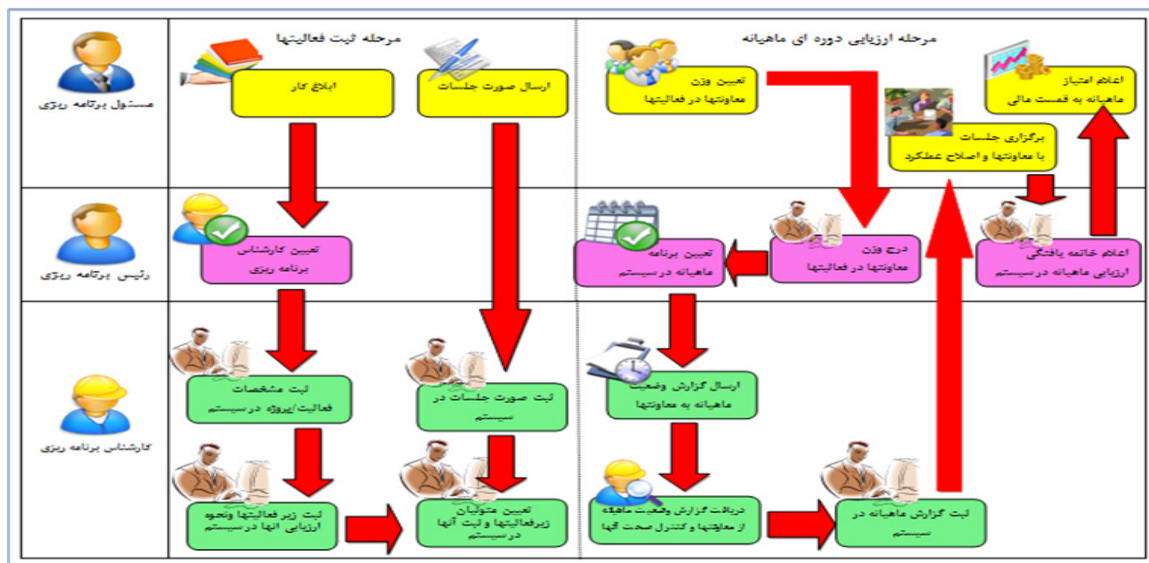 مرحله ثبت فعالیتها
مرحله ارزیابی دوره ای ماهیانه
مسئول برنامه ریزی
ابلاغ کار
ارسال صورت جلسات
تعیین وزن
معاونتها در فعالیتها
برگزاری جلسات
با معاونتها و اصلاح عملکرد
اعلام امتیاز
ماهیانه به قسمت مالی
رئیس برنامه ریزی
تعیین کارشناس
برنامه ریزی
تعیین برنامه
ماهیانه در سیستم
درج وزن
معاونتها در فعالیتها
اعلام خاتمه یافتگی
ارزیابی ماهیانه در سیستم
کارشناس برنامه ریزی
ثبت مشخصات
فعالیت/پروژه در سیستم
ثبت صورت جلسات در
سیستم
ارسال گزارش وضعیت
ماهیانه به معاونتها
ثبت زیر فعالیتها ونحوه
ارزیابی انها در سیستم
تعیین متولیان
زیرفعالیتها و ثبت آنها
در سیستم
دریافت گزارش وضعیت ماهیانه
از معاونتها و کنترل صحت آنها
ثبت گزارش ماهیانه در
سیستم